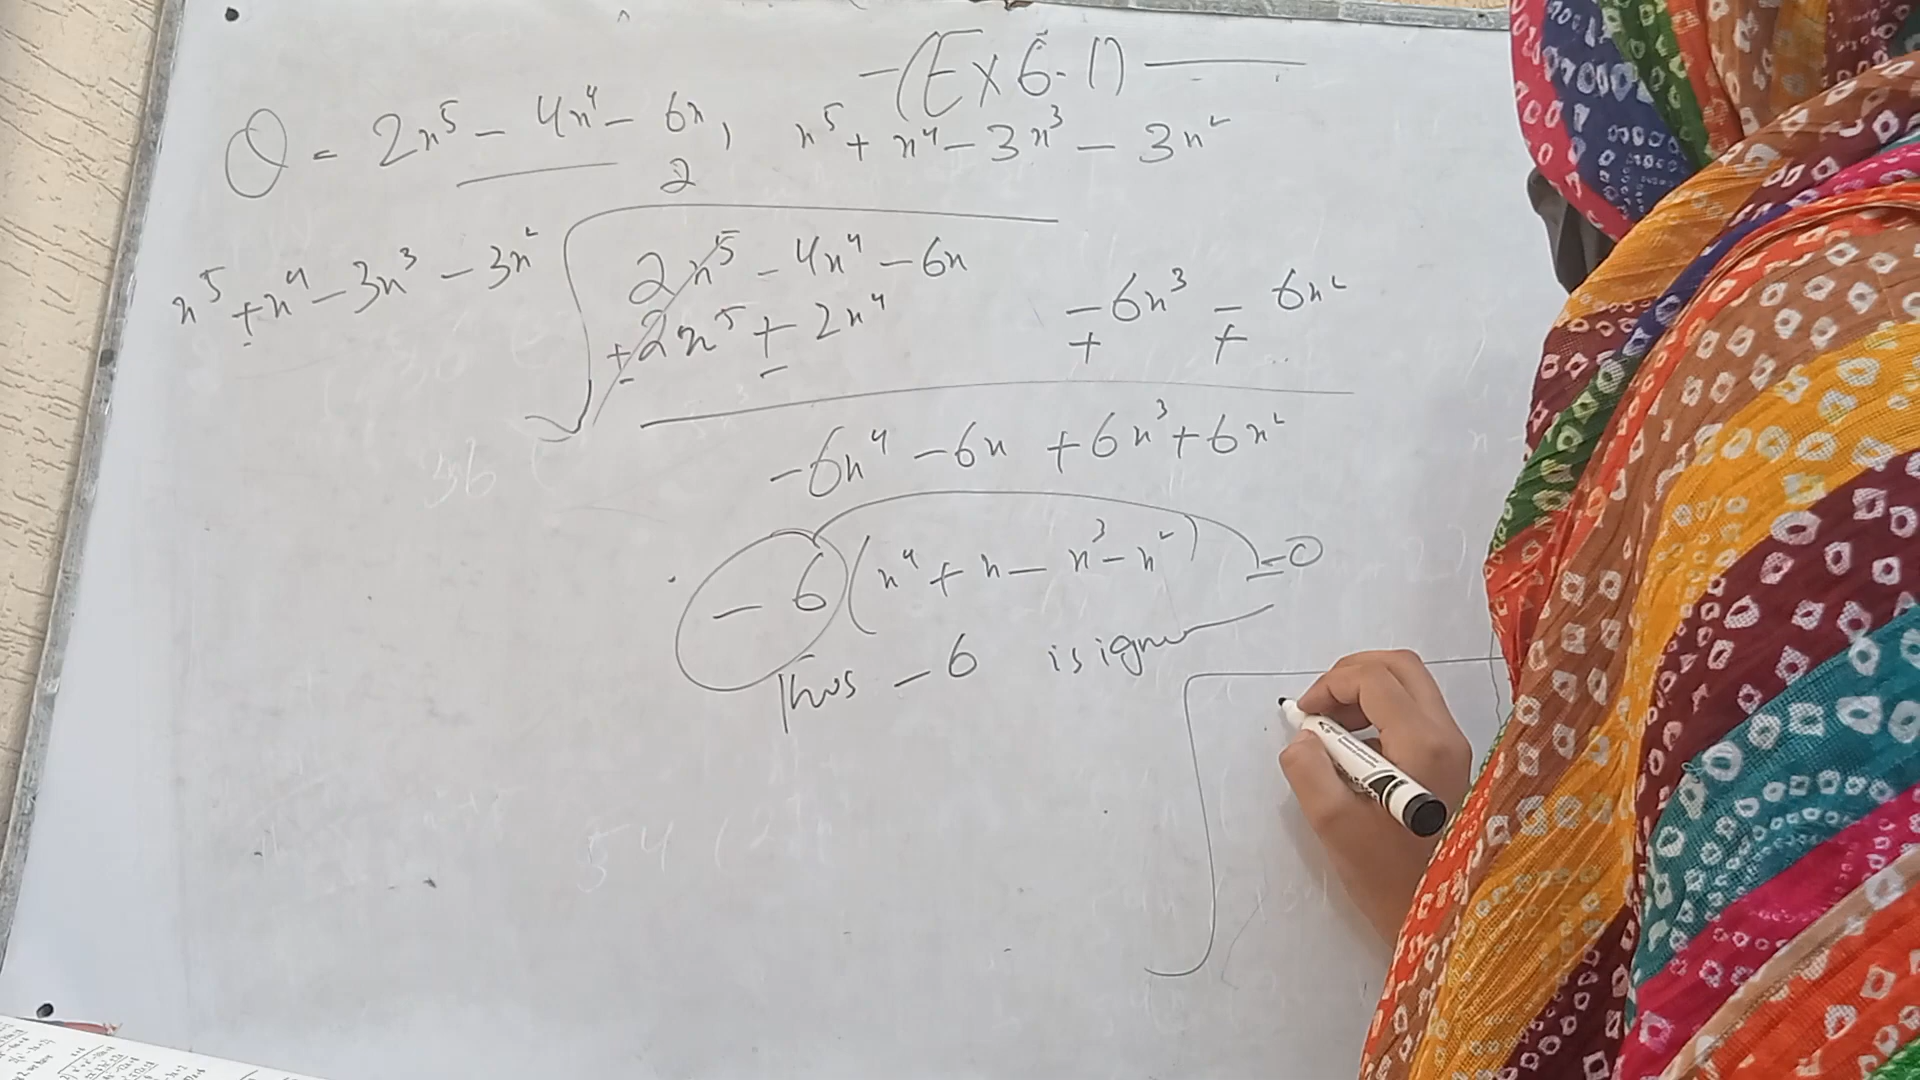 (Ex 6.1)
Q = 2x⁵ - 4x⁴ - 6x, x⁵ + x⁴ - 3x³ - 3x²
2
x⁵ + x⁴ - 3x³ - 3x² 2x⁵ - 4x⁴ - 6x
+2x⁵ + 2x⁴ - 6x³ - 6x²
- - + +
-6x⁴ - 6x + 6x³ + 6x²
-6 (x⁴ + x - x³ - x²) = 0
Thus - 6 is